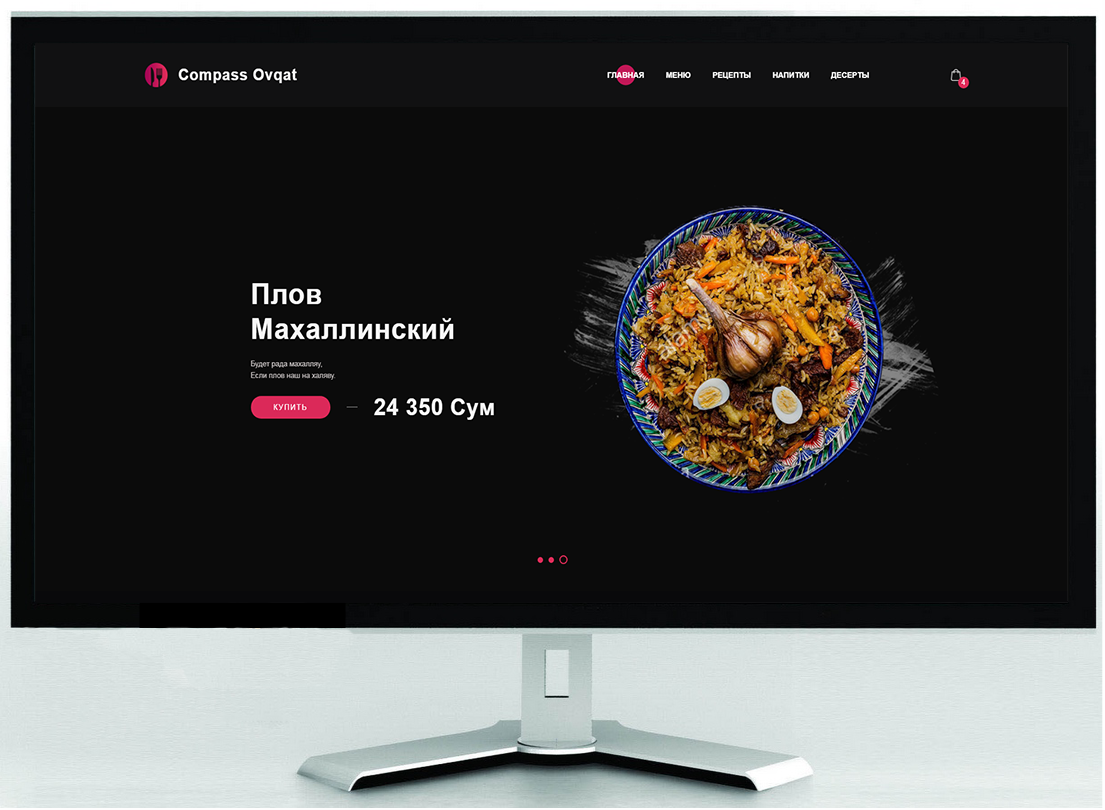 Compass Ovqat
ГЛАВНАЯ МЕНЮ РЕЦЕПТЫ НАПИТКИ ДЕСЕРТЫ
4
Плов
Махаллинский
Будет рада махалляу,
Если плов наш на халяву.
КУПИТЬ — 24 350 Сум